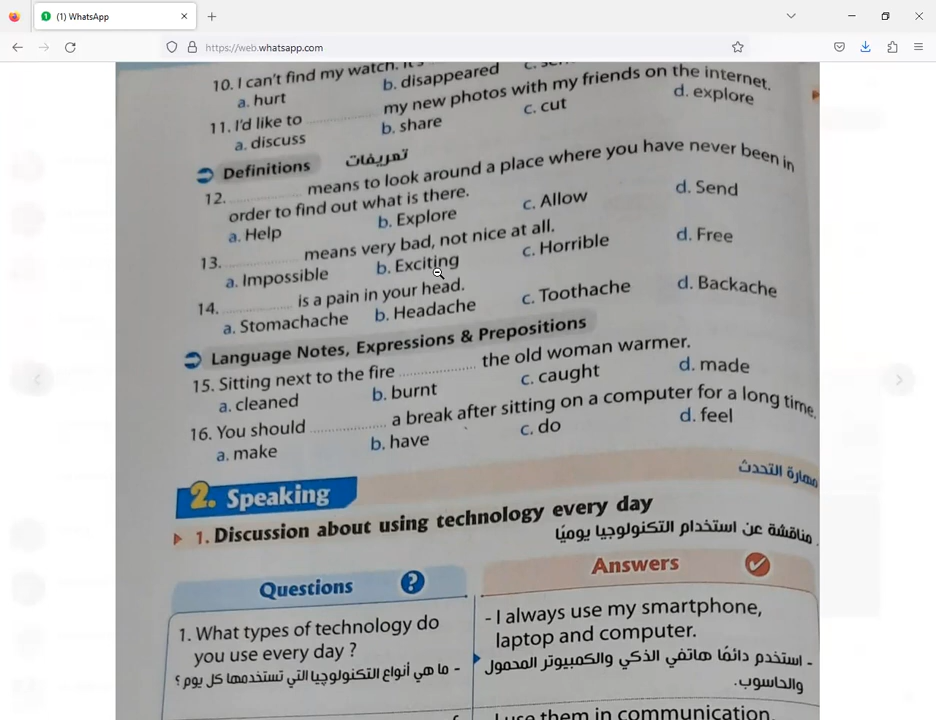 (1) WhatsApp
https://web.whatsapp.com
10. I can't find my watch. It's
a. hurt b. disappeared c.
11. I'd like to ............ my new photos with my friends on the internet.
a. discuss b. share c. cut d. explore
Definitions تعريفات
12. ............ means to look around a place where you have never been in
order to find out what is there.
a. Help b. Explore c. Allow d. Send
13. ............ means very bad, not nice at all.
a. Impossible b. Exciting c. Horrible d. Free
14. ............ is a pain in your head.
a. Stomachache b. Headache c. Toothache d. Backache
Language Notes, Expressions & Prepositions
15. Sitting next to the fire ............ the old woman warmer.
a. cleaned b. burnt c. caught d. made
16. You should ............ a break after sitting on a computer for a long time.
a. make b. have c. do d. feel
2. Speaking مهارة التحدث
1. Discussion about using technology every day
مناقشة عن استخدام التكنولوجيا يوميًا
Questions ?
Answers
1. What types of technology do
you use every day ?
- ما هي أنواع التكنولوجيا التي تستخدمها كل يوم ؟
- I always use my smartphone,
laptop and computer.
- استخدم دائمًا هاتفي الذكي والكمبيوتر المحمول
والحاسوب.
I use them in communication,